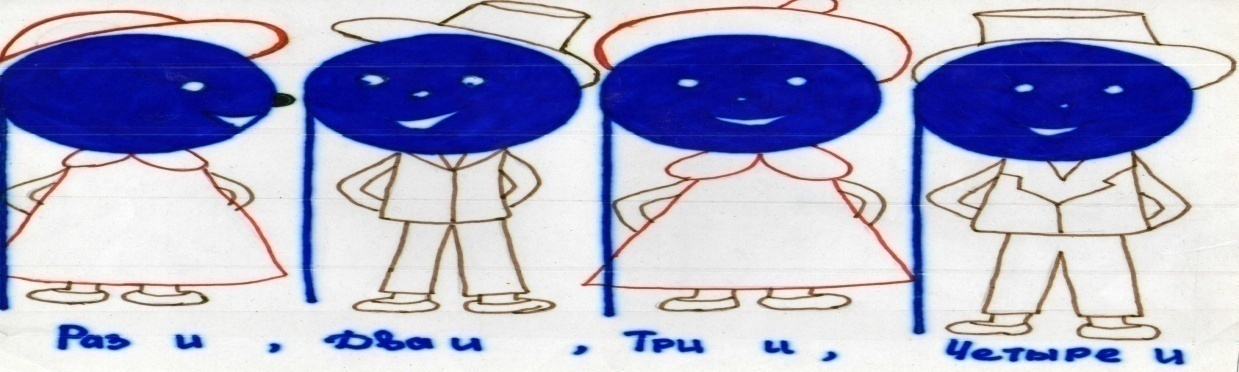 Раз и, Два и, Три и, Четыре и